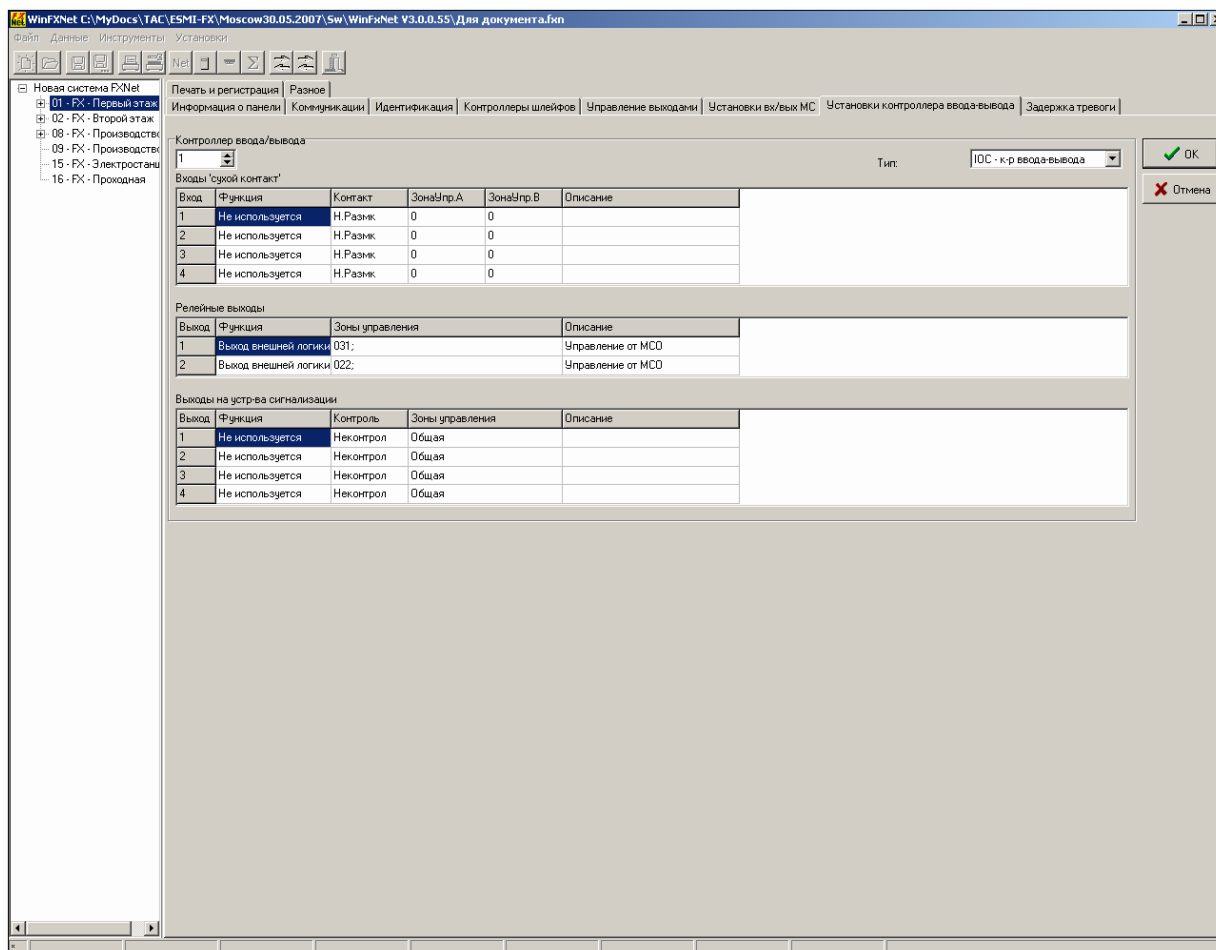 WinFXNet C:\MyDocs\TAC\ESMI-FX\Moscow30.05.2007\Sw\WinFxNet V3.0.0.55\Для документа.fxn
Файл Данные Инструменты Установки
Net
Новая система FXNet
01 - FX - Первый этаж
02 - FX - Второй этаж
08 - FX - Производство
09 - FX - Производство
15 - FX - Электростанц
16 - FX - Проходная
Печать и регистрация Разное
Информация о панели Коммуникации Идентификация Контроллеры шлейфов Управление выходами Установки вх/вых МС Установки контроллера ввода-вывода Задержка тревоги
Контроллер ввода/вывода
1
Тип: IOC - к-р ввода-вывода
OK
Отмена
Входы 'сухой контакт'
Вход Функция Контакт ЗонаУпр.A ЗонаУпр.B Описание
1 Не используется Н.Размк 0 0
2 Не используется Н.Размк 0 0
3 Не используется Н.Размк 0 0
4 Не используется Н.Размк 0 0
Релейные выходы
Выход Функция Зоны управления Описание
1 Выход внешней логики 031; Управление от МСО
2 Выход внешней логики 022; Управление от МСО
Выходы на устр-ва сигнализации
Выход Функция Контроль Зоны управления Описание
1 Не используется Неконтрол Общая
2 Не используется Неконтрол Общая
3 Не используется Неконтрол Общая
4 Не используется Неконтрол Общая